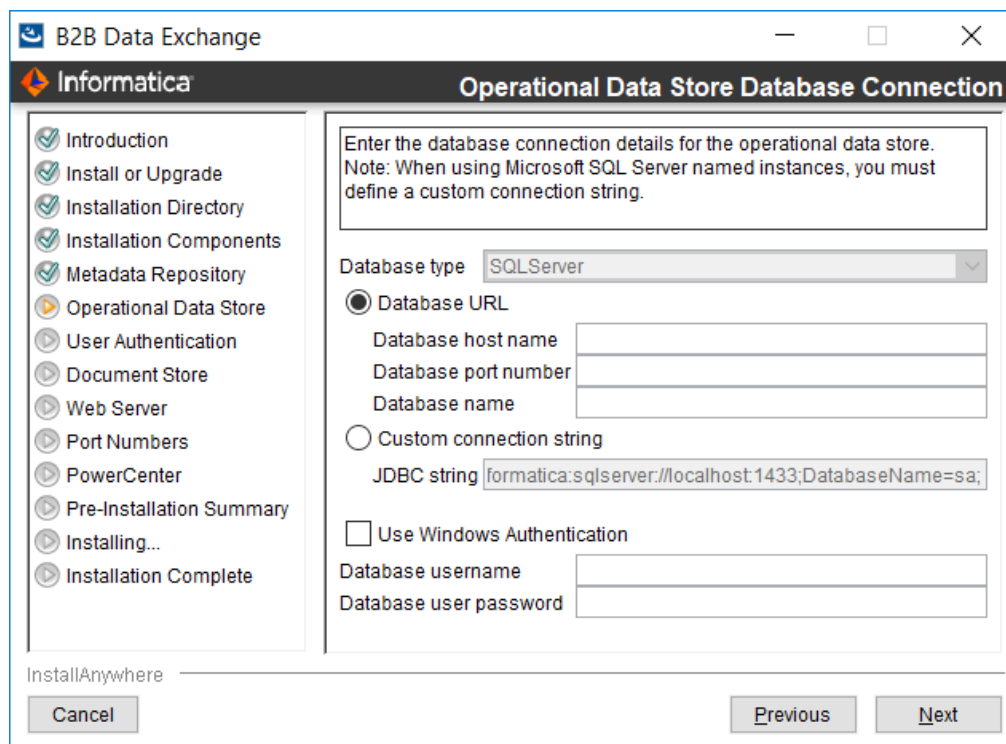 B2B Data Exchange
Informatica
Operational Data Store Database Connection
Introduction
Install or Upgrade
Installation Directory
Installation Components
Metadata Repository
Operational Data Store
User Authentication
Document Store
Web Server
Port Numbers
PowerCenter
Pre-Installation Summary
Installing...
Installation Complete
Enter the database connection details for the operational data store.
Note: When using Microsoft SQL Server named instances, you must
define a custom connection string.
Database type SQLServer
Database URL
Database host name
Database port number
Database name
Custom connection string
JDBC string formatica:sqlserver://localhost:1433;DatabaseName=sa;
Use Windows Authentication
Database username
Database user password
InstallAnywhere
Cancel
Previous
Next